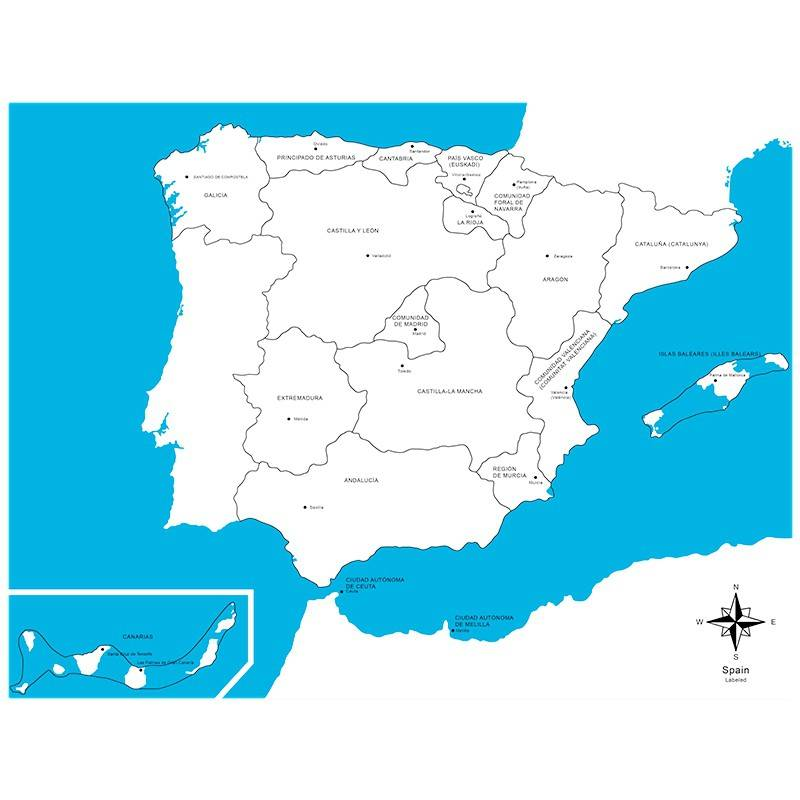 Oviedo
PRINCIPADO DE ASTURIAS
Santander
CANTABRIA
PAÍS VASCO
(EUSKADI)
Vitoria-Gasteiz
SANTIAGO DE COMPOSTELA
GALICIA
Pamplona
(Iruña)
COMUNIDAD
FORAL DE
NAVARRA
Logroño
LA RIOJA
CASTILLA Y LEÓN
Valladolid
Zaragoza
ARAGÓN
CATALUÑA (CATALUNYA)
Barcelona
COMUNIDAD
DE MADRID
Madrid
COMUNIDAD VALENCIANA
(COMUNITAT VALENCIANA)
Valencia
(València)
ISLAS BALEARES (ILLES BALEARS)
Palma de Mallorca
Toledo
CASTILLA-LA MANCHA
EXTREMADURA
Mérida
REGIÓN
DE MURCIA
Murcia
ANDALUCÍA
Sevilla
CIUDAD AUTÓNOMA
DE CEUTA
Ceuta
CIUDAD AUTÓNOMA
DE MELILLA
Melilla
CANARIAS
Santa Cruz de Tenerife
Las Palmas de Gran Canaria
N
W
E
S
Spain
Labeled